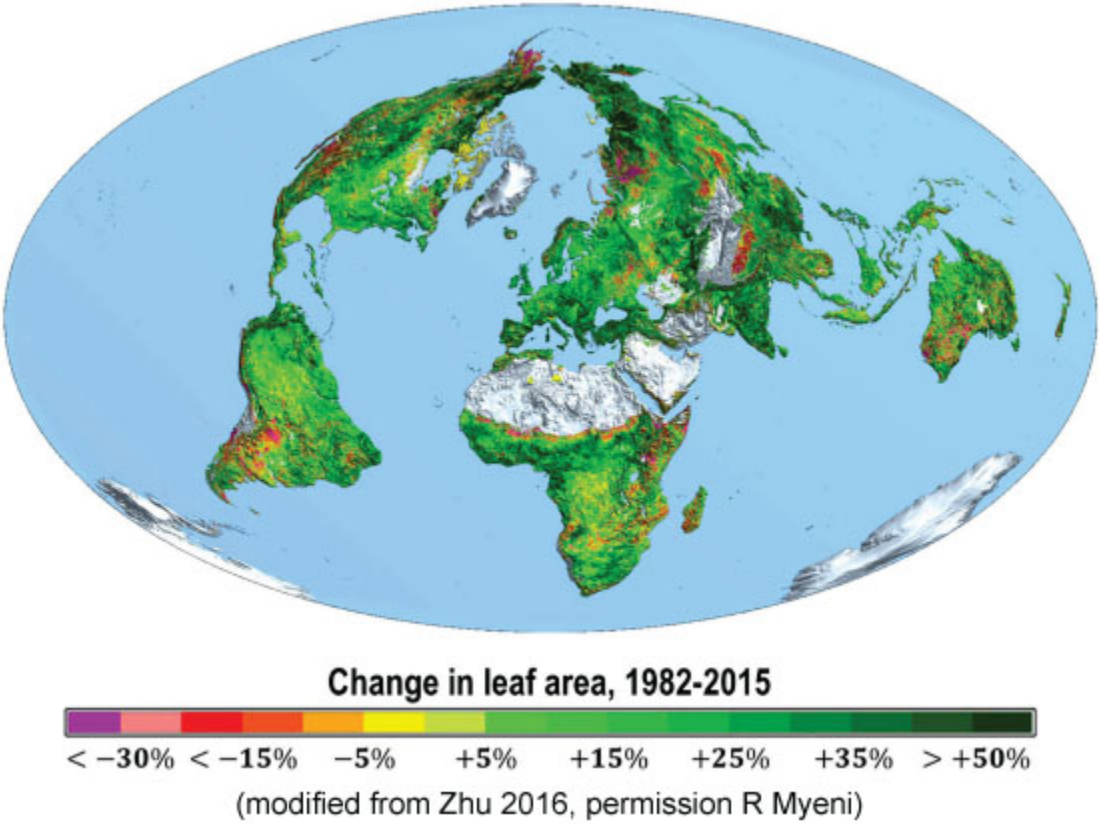 Change in leaf area, 1982-2015
< −30% < −15% −5% +5% +15% +25% +35% > +50%
(modified from Zhu 2016, permission R Myeni)